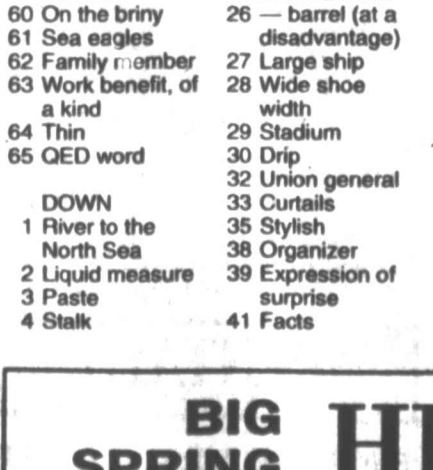 60 On the briny
61 Sea eagles
62 Family member
63 Work benefit, of
a kind
64 Thin
65 QED word
DOWN
1 River to the
North Sea
2 Liquid measure
3 Paste
4 Stalk
26 — barrel (at a
disadvantage)
27 Large ship
28 Wide shoe
width
29 Stadium
30 Drip
32 Union general
33 Curtails
35 Stylish
38 Organizer
39 Expression of
surprise
41 Facts
BIG
SPRING